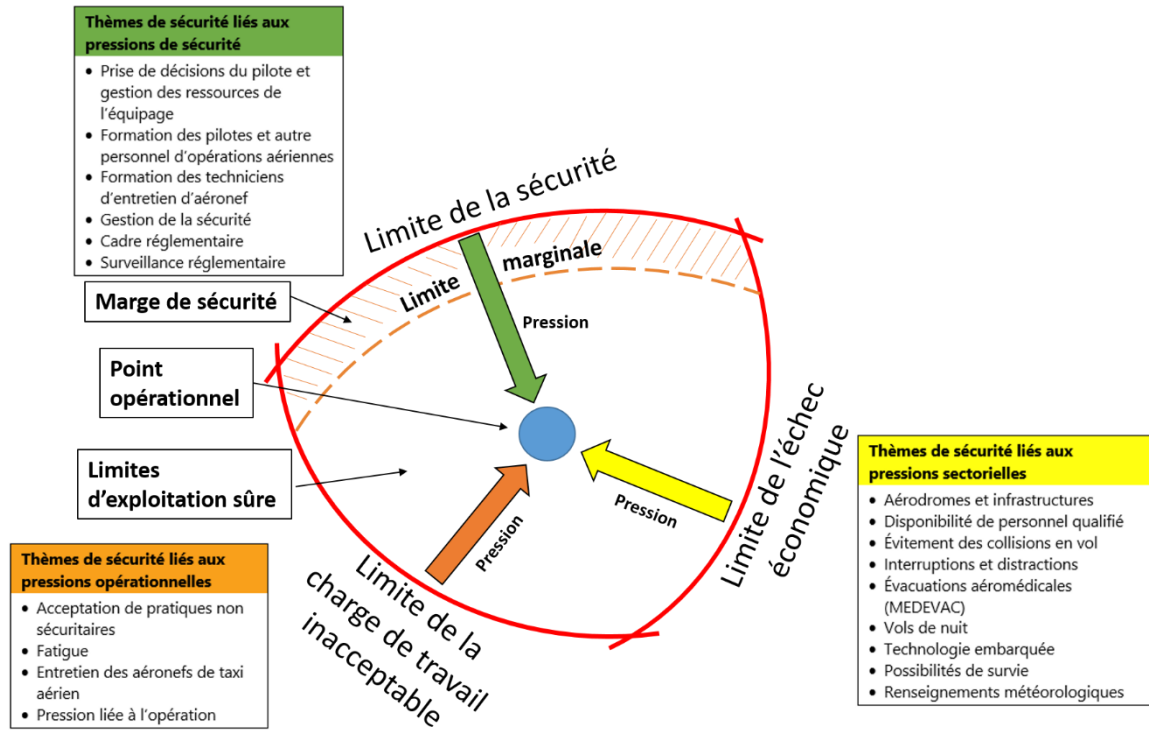 Thèmes de sécurité liés aux
pressions de sécurité
• Prise de décisions du pilote et
gestion des ressources de
l'équipage
• Formation des pilotes et autre
personnel d'opérations aériennes
• Formation des techniciens
d'entretien d'aéronef
• Gestion de la sécurité
• Cadre réglementaire
• Surveillance réglementaire
Limite de la sécurité
Limite marginale
Marge de sécurité
Pression
Point
opérationnel
Limites
d'exploitation sûre
Pression
Pression
Limite de l'échec
économique
Limite de la
charge de travail
inacceptable
Thèmes de sécurité liés aux
pressions opérationnelles
• Acceptation de pratiques non
sécuritaires
• Fatigue
• Entretien des aéronefs de taxi
aérien
• Pression liée à l'opération
Thèmes de sécurité liés aux
pressions sectorielles
• Aérodromes et infrastructures
• Disponibilité de personnel qualifié
• Évitement des collisions en vol
• Interruptions et distractions
• Évacuations aéromédicales
(MEDEVAC)
• Vols de nuit
• Technologie embarquée
• Possibilités de survie
• Renseignements météorologiques